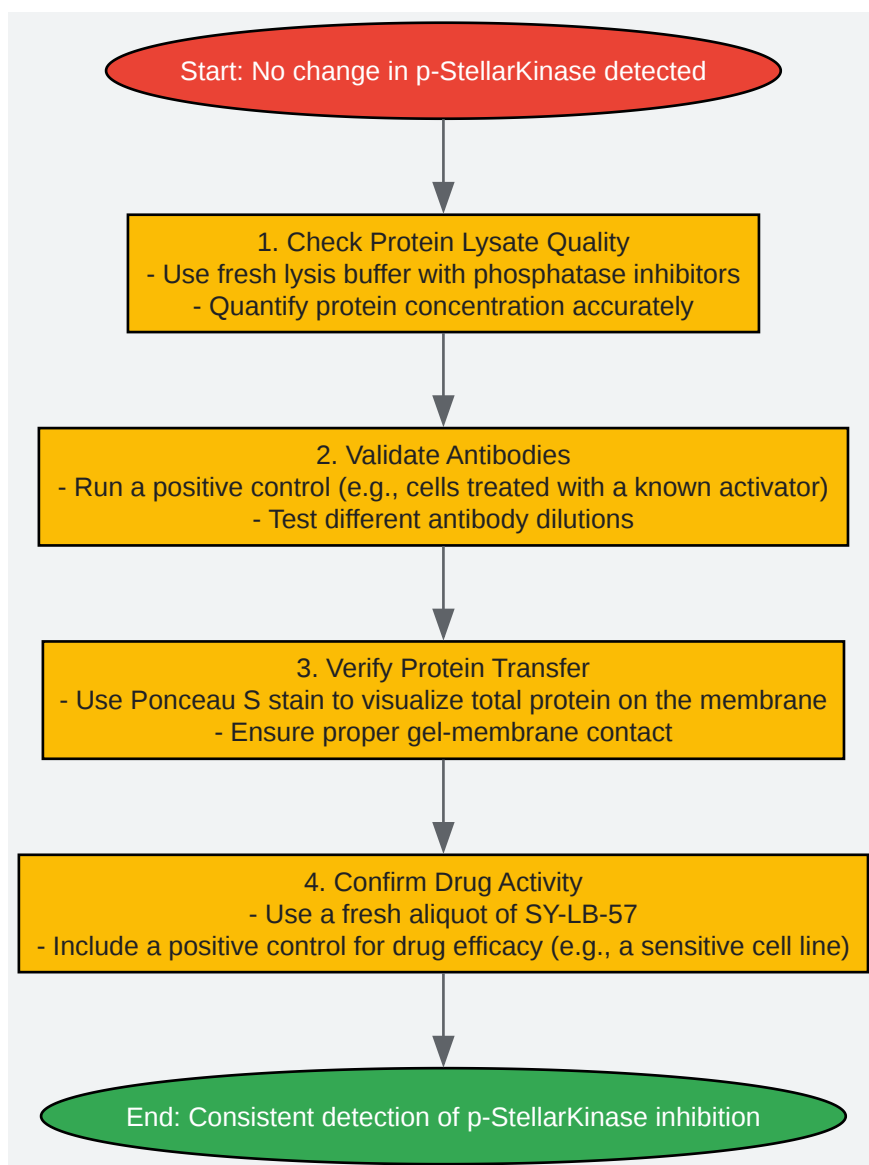 Start: No change in p-StellarKinase detected
1. Check Protein Lysate Quality
- Use fresh lysis buffer with phosphatase inhibitors
- Quantify protein concentration accurately
2. Validate Antibodies
- Run a positive control (e.g., cells treated with a known activator)
- Test different antibody dilutions
3. Verify Protein Transfer
- Use Ponceau S stain to visualize total protein on the membrane
- Ensure proper gel-membrane contact
4. Confirm Drug Activity
- Use a fresh aliquot of SY-LB-57
- Include a positive control for drug efficacy (e.g., a sensitive cell line)
End: Consistent detection of p-StellarKinase inhibition